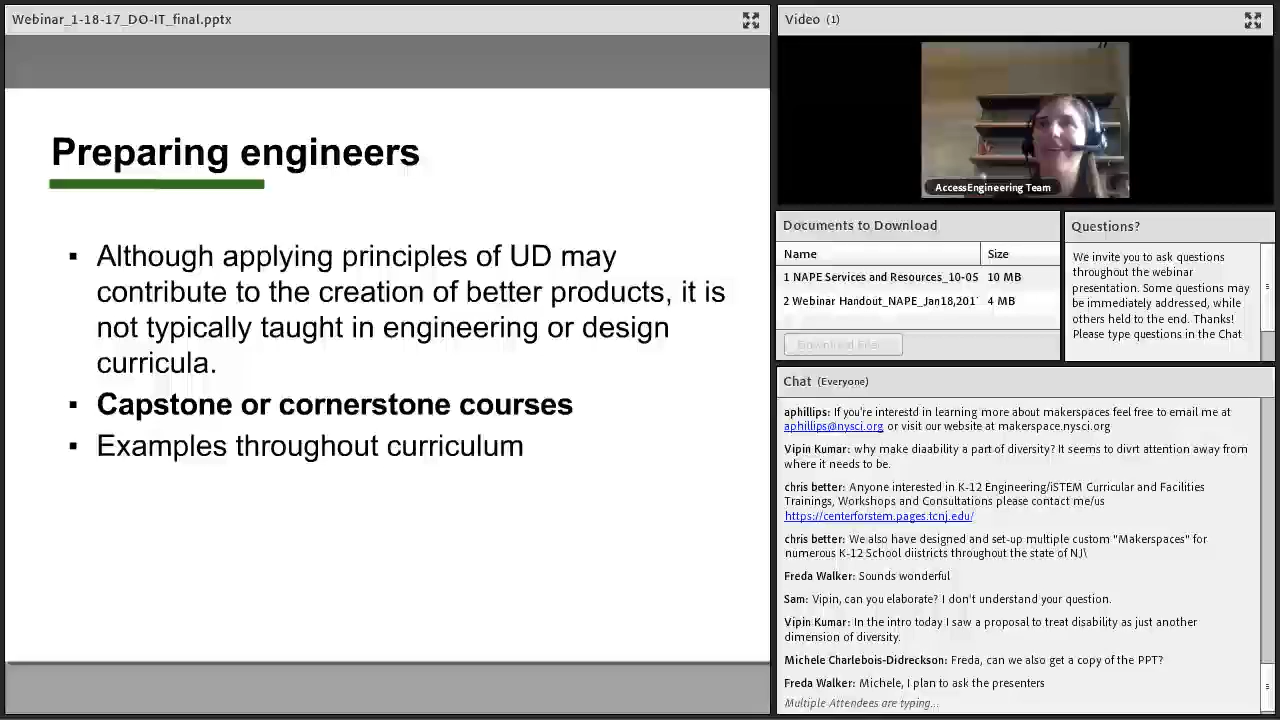 Webinar_1-18-17_DO-IT_final.pptx
Preparing engineers
▪ Although applying principles of UD may
contribute to the creation of better products, it is
not typically taught in engineering or design
curricula.
▪ Capstone or cornerstone courses
▪ Examples throughout curriculum
Video (1)
AccessEngineering Team
Documents to Download
Name Size
1 NAPE Services and Resources_10-05 10 MB
2 Webinar Handout_NAPE_Jan18,201 4 MB
Download File
Questions?
We invite you to ask questions
throughout the webinar
presentation. Some questions may
be immediately addressed, while
others held to the end. Thanks!
Please type questions in the Chat
Chat (Everyone)
aphillips: If you're interestd in learning more about makerspaces feel free to email me at
aphillips@nysci.org or visit our website at makerspace.nysci.org
Vipin Kumar: why make diaability a part of diversity? It seems to divrt attention away from
where it needs to be.
chris better: Anyone interested in K-12 Engineering/iSTEM Curricular and Facilities
Trainings, Workshops and Consultations please contact me/us
https://centerforstem.pages.tcnj.edu/
chris better: We also have designed and set-up multiple custom "Makerspaces" for
numerous K-12 School diistricts throughout the state of NJ\
Freda Walker: Sounds wonderful
Sam: Vipin, can you elaborate? I don't understand your question.
Vipin Kumar: In the intro today I saw a proposal to treat disability as just another
dimension of diversity.
Michele Charlebois-Didreckson: Freda, can we also get a copy of the PPT?
Freda Walker: Michele, I plan to ask the presenters
Multiple Attendees are typing...